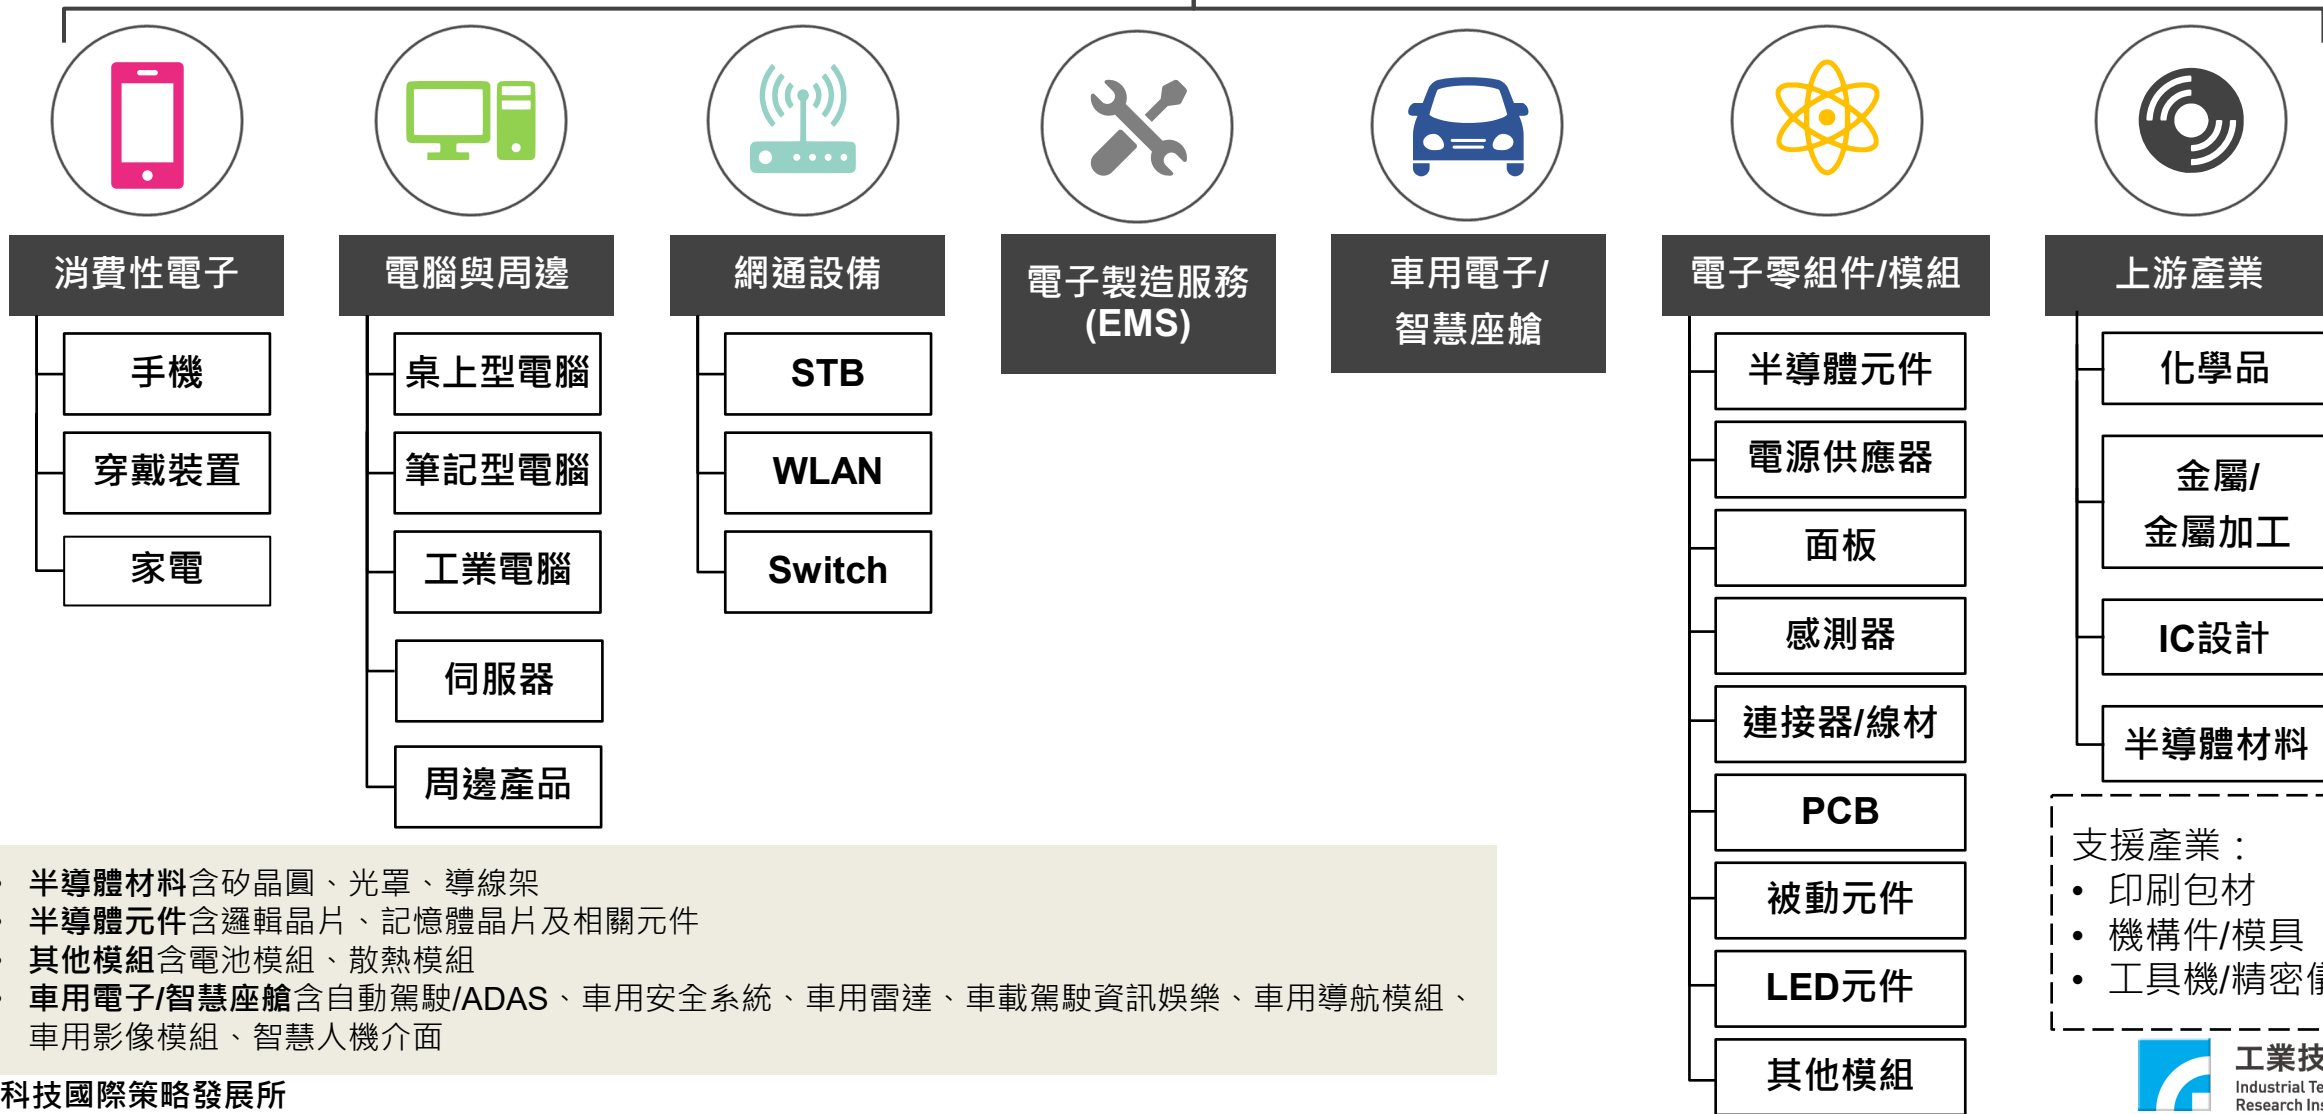 消費性電子
手機
穿戴裝置
家電
電腦與周邊
桌上型電腦
筆記型電腦
工業電腦
伺服器
周邊產品
網通設備
STB
WLAN
Switch
電子製造服務
(EMS)
車用電子/
智慧座艙
電子零組件/模組
半導體元件
電源供應器
面板
感測器
連接器/線材
PCB
被動元件
LED元件
其他模組
上游產業
化學品
金屬/
金屬加工
IC設計
半導體材料
支援產業：
• 印刷包材
• 機構件/模具
• 工具機/精密
• 半導體材料含矽晶圓、光罩、導線架
• 半導體元件含邏輯晶片、記憶體晶片及相關元件
• 其他模組含電池模組、散熱模組
• 車用電子/智慧座艙含自動駕駛/ADAS、車用安全系統、車用雷達、車載駕駛資訊娛樂、車用導航模組、
車用影像模組、智慧人機介面
科技國際策略發展所
工業技
Industrial Te
Research Ins